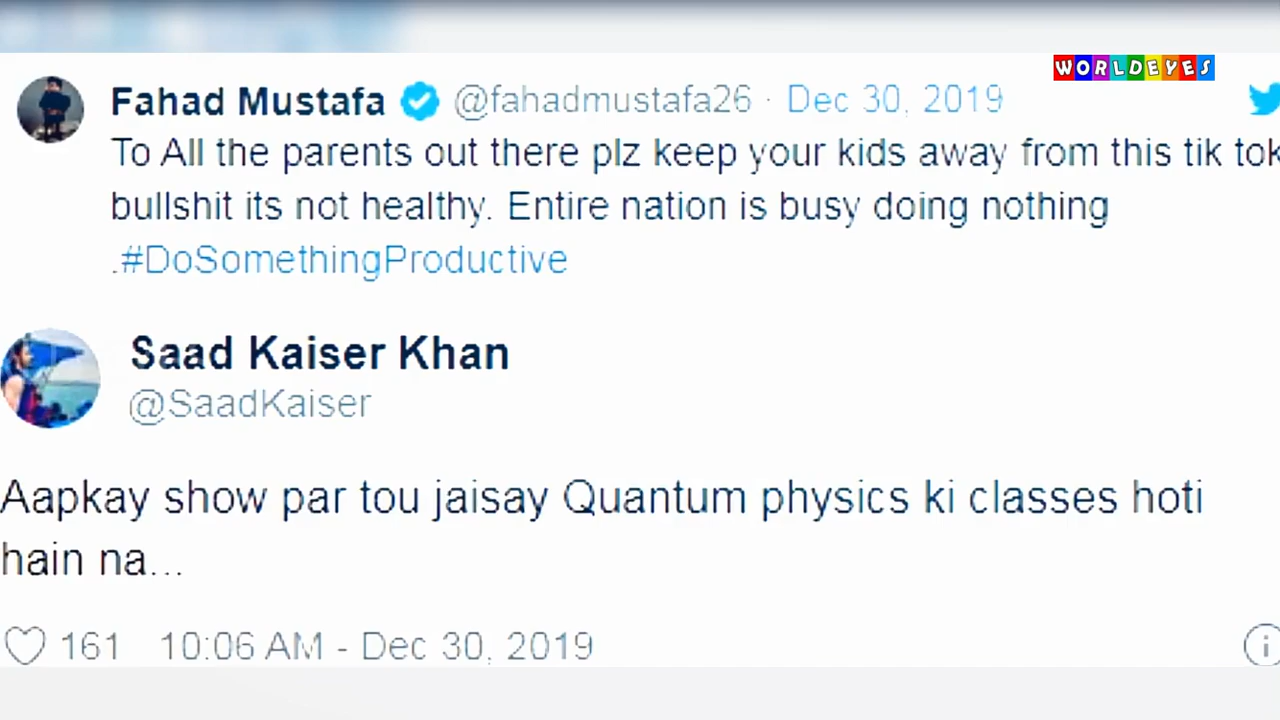 WORLDEYES
Fahad Mustafa @fahadmustafa26 · Dec 30, 2019
To All the parents out there plz keep your kids away from this tik tok
bullshit its not healthy. Entire nation is busy doing nothing
.#DoSomethingProductive
Saad Kaiser Khan
@SaadKaiser
Aapkay show par tou jaisay Quantum physics ki classes hoti
hain na...
161 10:06 AM - Dec 30, 2019